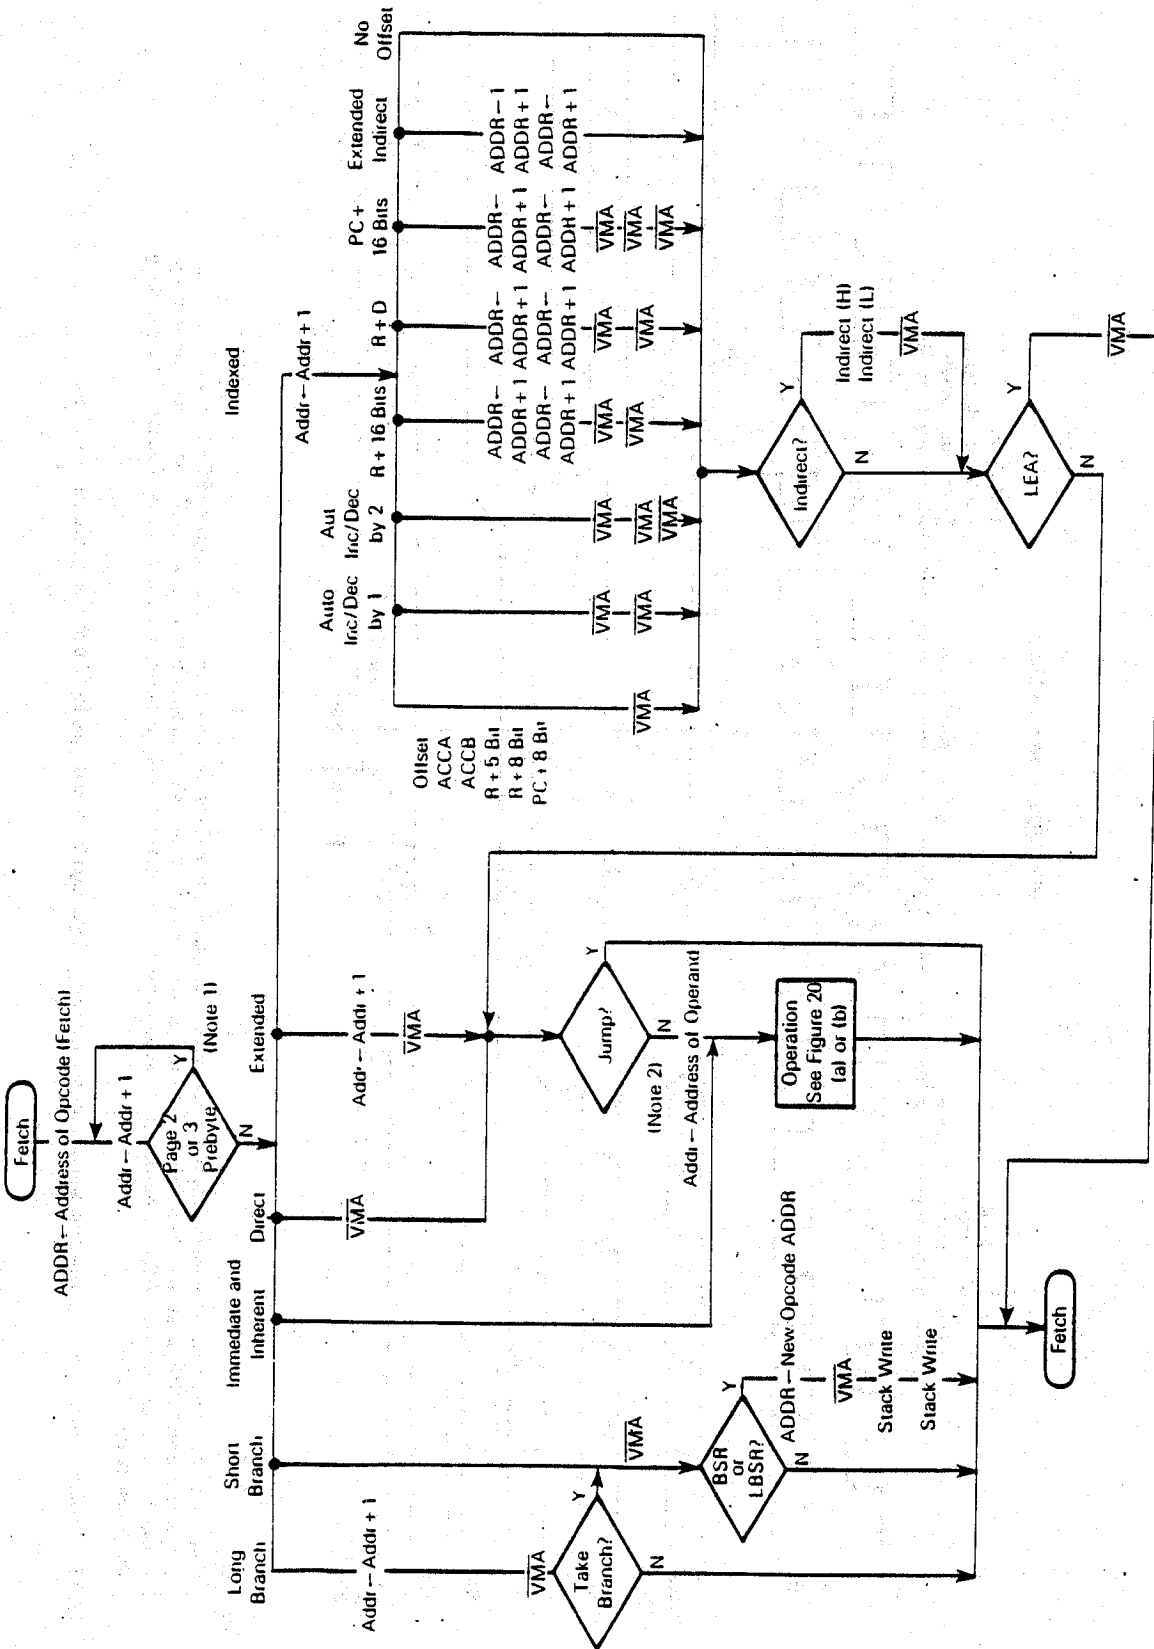 Fetch
ADDR←Address of Opcode (Fetch)
Addr←Addr + 1
Page 2
or 3
Prebyte
Y
N
(Note 1)
Long
Branch
Short
Branch
Immediate and
Inherent
Direct
Extended
Indexed
Addr←Addr + 1
VMA
Take
Branch?
Y
N
VMA
BSR
or
LBSR?
Y
N
ADDR←New Opcode ADDR
VMA
Stack Write
Stack Write
VMA
Addr←Addr + 1
VMA
Jump?
Y
N
(Note 2)
Addr←Address of Operand
Operation
See Figure 20
(a) or (b)
Fetch
Addr←Addr + 1
Offset
ACCA
ACCB
R + 5 Bit
R + 8 Bit
PC + 8 Bit
VMA
Auto
Inc/Dec
by 1
VMA
VMA
Aut
Inc/Dec
by 2
VMA
VMA
VMA
R + 16 Bits
ADDR←
ADDR + 1
ADDR←
ADDR + 1
VMA
VMA
R + D
ADDR←
ADDR + 1
ADDR←
ADDR + 1
VMA
VMA
PC +
16 Bits
ADDR←
ADDR + 1
ADDR←
ADDR + 1
VMA
VMA
VMA
Extended
Indirect
ADDR←1
ADDR + 1
ADDR←
ADDR + 1
No
Offset
Indirect?
Y
N
Indirect (H)
Indirect (L)
VMA
LEA?
Y
N
VMA